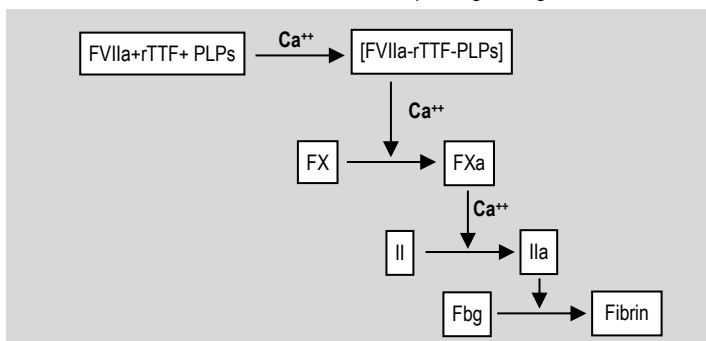 FVIIa+rTTF+ PLPs
Ca⁺⁺
[FVIIa-rTTF-PLPs]
Ca⁺⁺
FX
FXa
Ca⁺⁺
II
IIa
Fbg
Fibrin